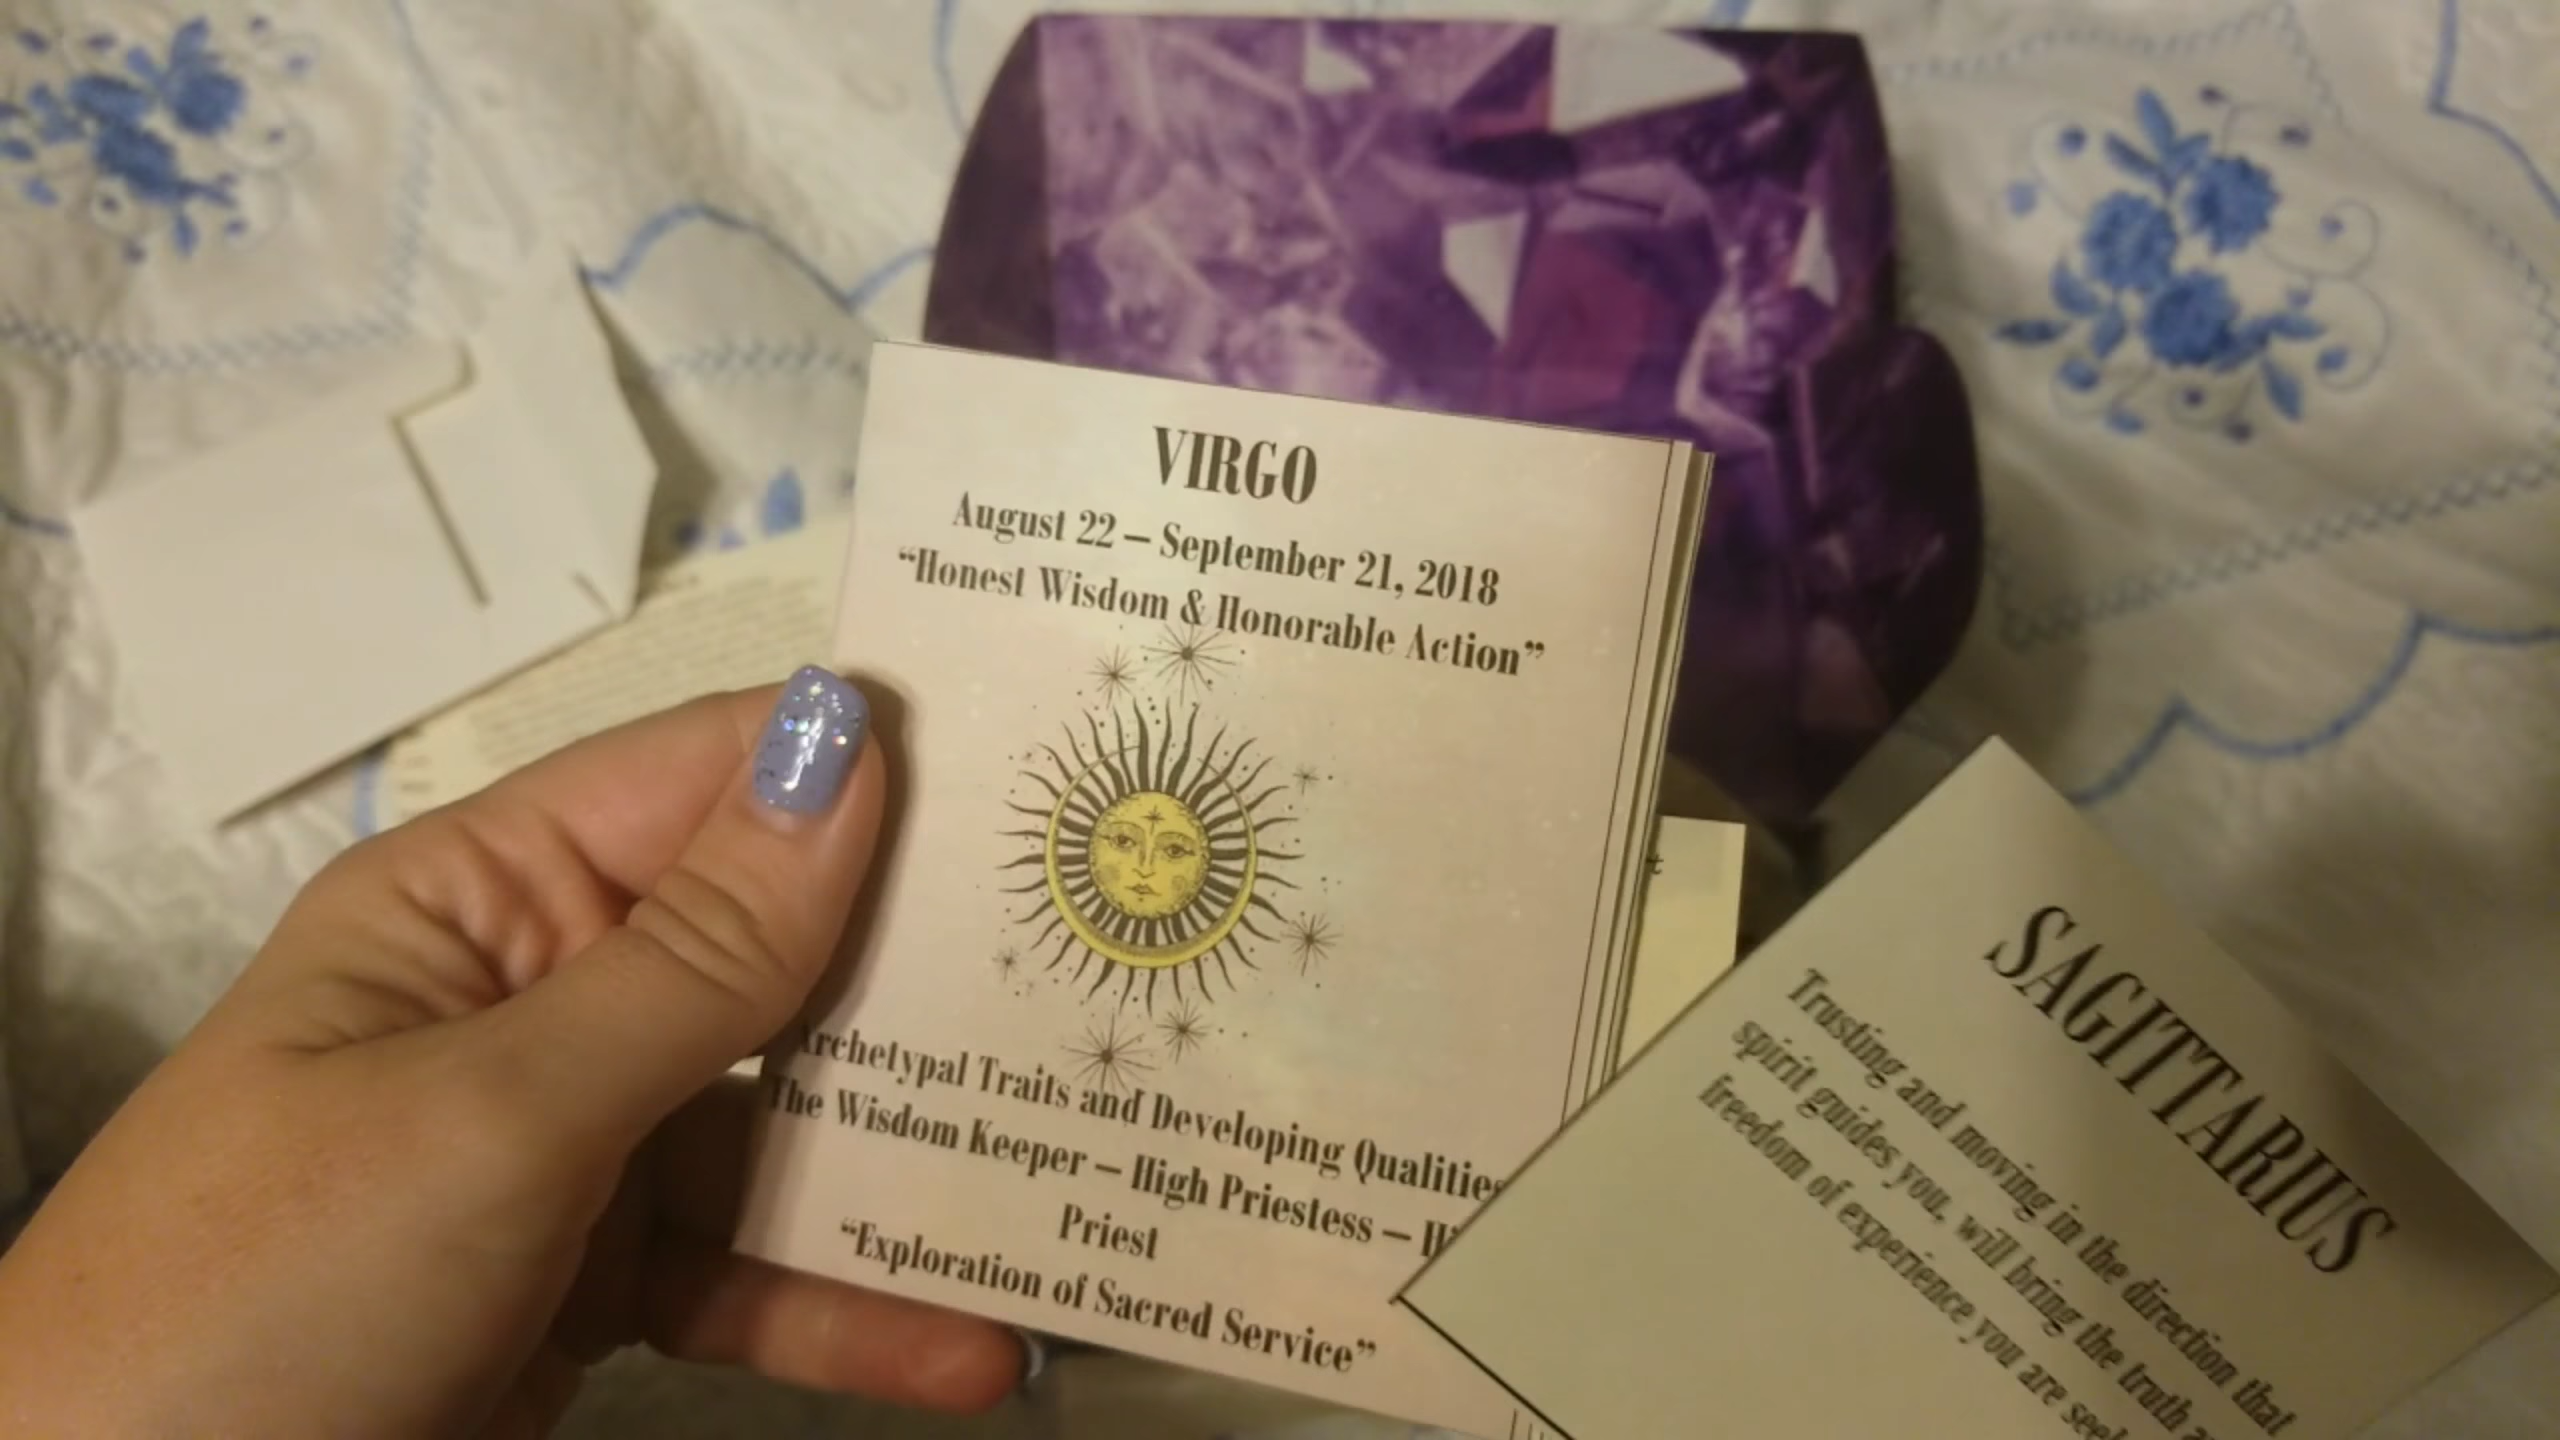 VIRGO
August 22 – September 21, 2018
“Honest Wisdom & Honorable Action”
Archetypal Traits and Developing Qualities
The Wisdom Keeper – High Priestess –
Priest
“Exploration of Sacred Service”
SAGITTARIUS
Trusting and moving in the direction that
spirit guides you, will bring the truth
freedom of experience you are